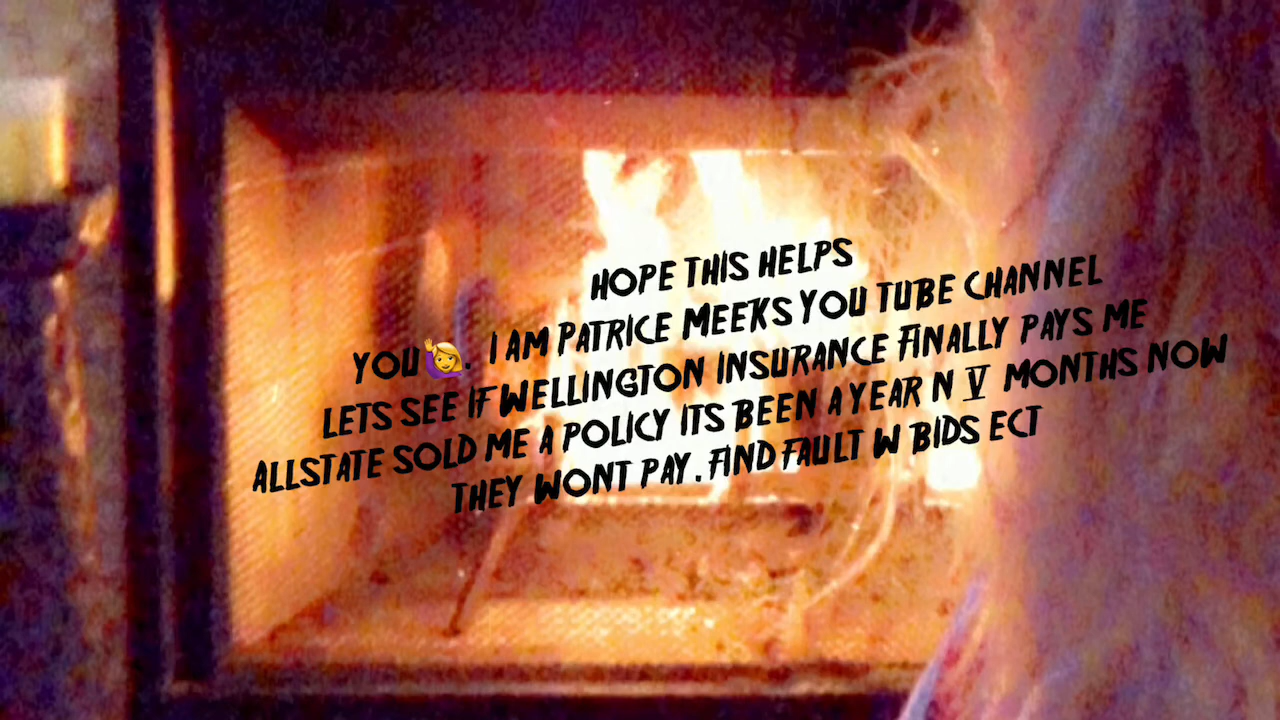 HOPE THIS HELPS
YOU🙋‍♀️. I AM PATRICE MEEKS YOU TUBE CHANNEL
LETS SEE IF WELLINGTON INSURANCE FINALLY PAYS ME
ALLSTATE SOLD ME A POLICY ITS BEEN A YEAR N V MONTHS NOW
THEY WONT PAY. FIND FAULT W BIDS ECT